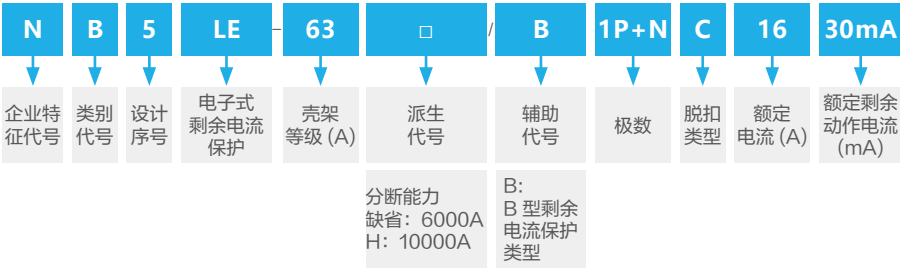 N B 5 LE - 63 □ / B 1P+N C 16 30mA
企业特
征代号
类别
代号
设计
序号
电子式
剩余电流
保护
壳架
等级 (A)
派生
代号
辅助
代号
极数
脱扣
类型
额定
电流 (A)
额定剩余
动作电流
(mA)
分断能力
缺省：6000A
H：10000A
B:
B 型剩余
电流保护
类型